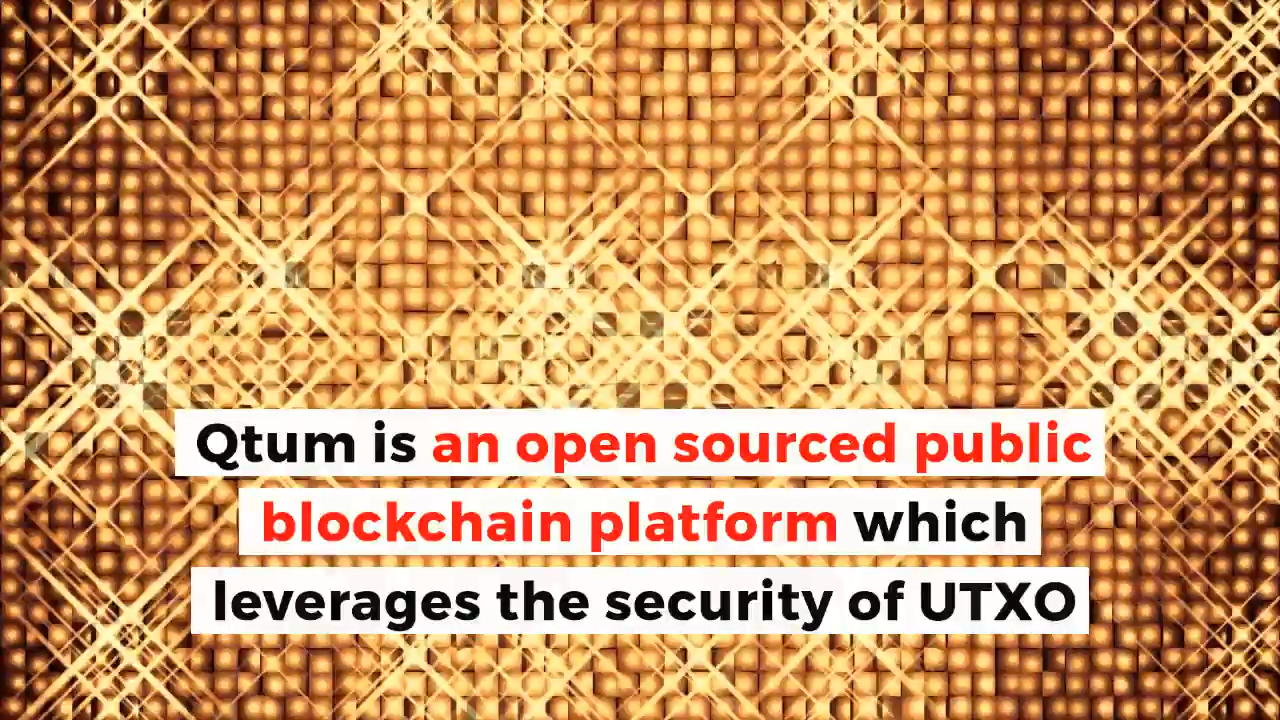 Qtum is an open sourced public
blockchain platform which
leverages the security of UTXO